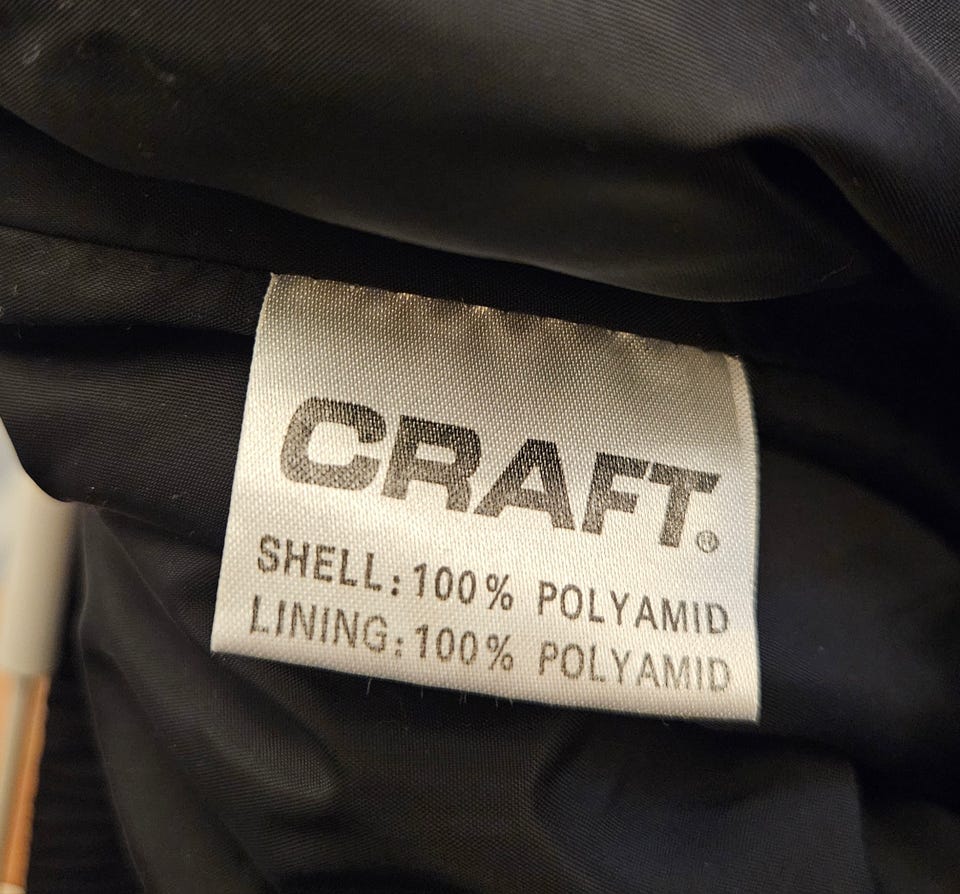 CRAFT®
SHELL: 100% POLYAMID
LINING: 100% POLYAMID